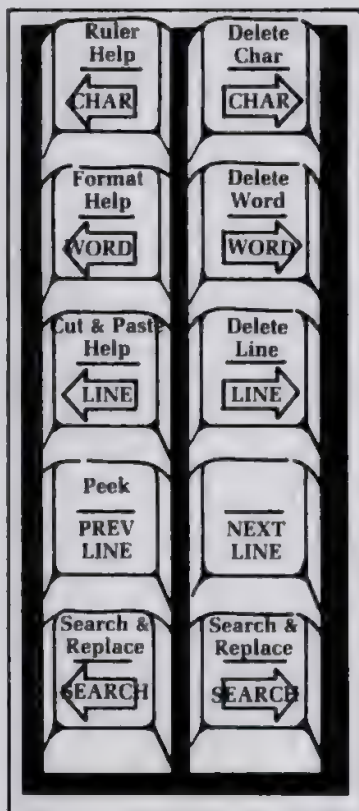 Ruler
Help
CHAR
Delete
Char
CHAR
Format
Help
WORD
Delete
Word
WORD
Cut & Paste
Help
LINE
Delete
Line
LINE
Peek
PREV
LINE
NEXT
LINE
Search &
Replace
SEARCH
Search &
Replace
SEARCH